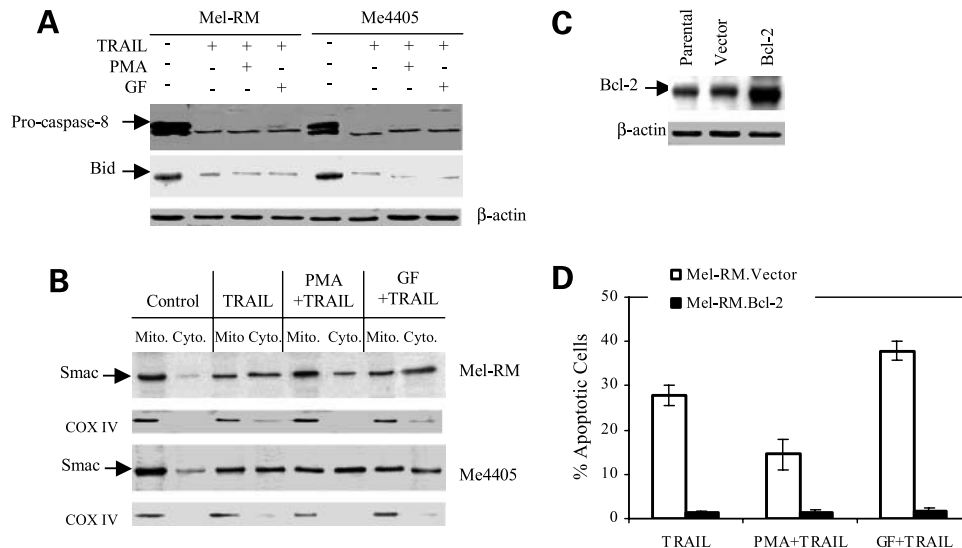 A
Mel-RM Me4405
TRAIL - + + + - + + +
PMA - - + - - - + -
GF - - - + - - - +
Pro-caspase-8
Bid
β-actin
C
Parental
Vector
Bcl-2
Bcl-2
β-actin
B
Control TRAIL PMA +TRAIL GF +TRAIL
Mito. Cyto. Mito Cyto. Mito. Cyto. Mito. Cyto.
Smac Mel-RM
COX IV
Smac Me4405
COX IV
D
Mel-RM.Vector
Mel-RM.Bcl-2
% Apoptotic Cells
50
40
30
20
10
0
TRAIL PMA+TRAIL GF+TRAIL